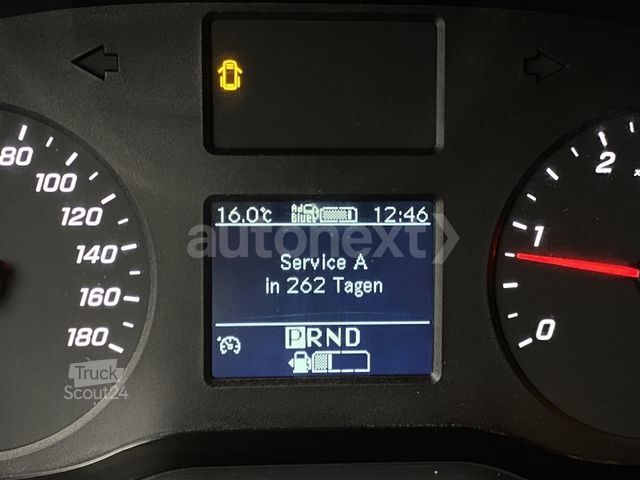 80
100
120
140
160
180
16.0°C AdBlue 12:46
autonext
Service A
in 262 Tagen
PRND
2
x
1
0
Truck
Scout24